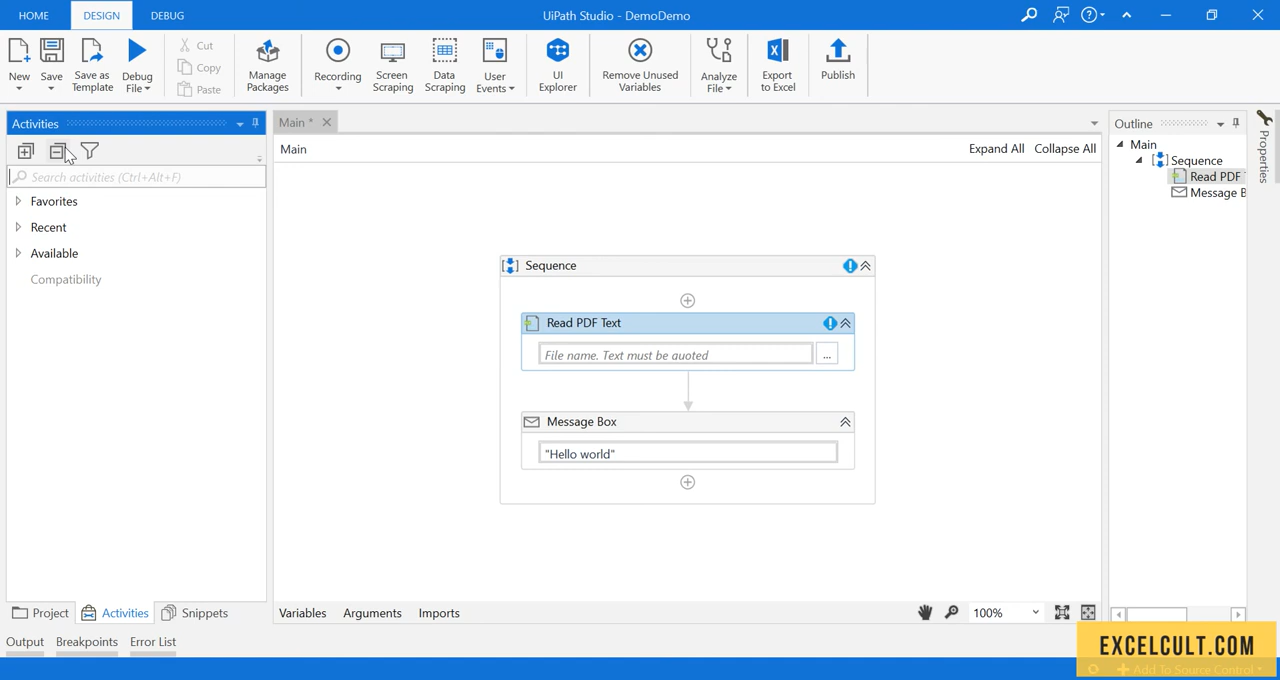 HOME DESIGN DEBUG UiPath Studio - DemoDemo
New Save Save as Template Debug File Cut Copy Paste Manage Packages Recording Screen Scraping Data Scraping User Events UI Explorer Remove Unused Variables Analyze File Export to Excel Publish
Activities
Search activities (Ctrl+Alt+F)
Favorites
Recent
Available
Compatibility
Main *
Main Expand All Collapse All
Sequence
Read PDF Text
File name. Text must be quoted
...
Message Box
"Hello world"
Outline
Main
Sequence
Read PDF T
Message B
Properties
Project Activities Snippets
Variables Arguments Imports 100%
Output Breakpoints Error List
EXCELCULT.COM
Add To Source Control